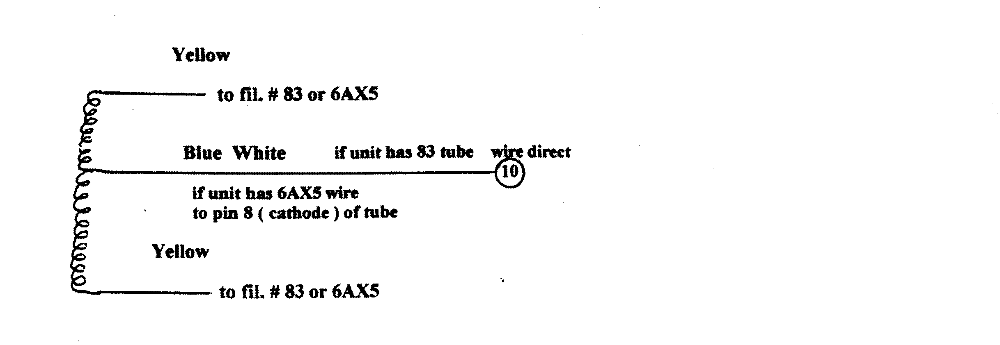 Yellow
to fil. # 83 or 6AX5
Blue White if unit has 83 tube wire direct
10
if unit has 6AX5 wire
to pin 8 ( cathode ) of tube
Yellow
to fil. # 83 or 6AX5